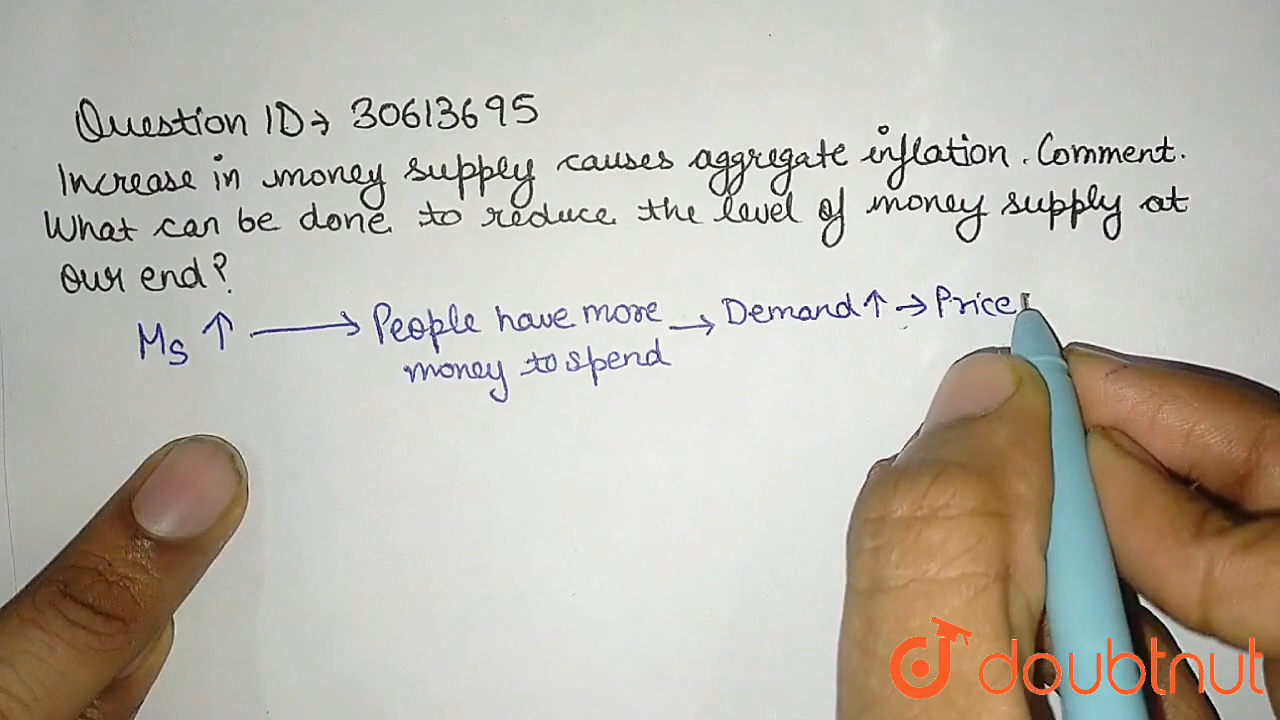 Question ID → 30613695
Increase in money supply causes aggregate inflation. Comment.
What can be done to reduce the level of money supply at
our end?
Ms ↑ → People have more → Demand ↑ → Price
money to spend
doubtnut